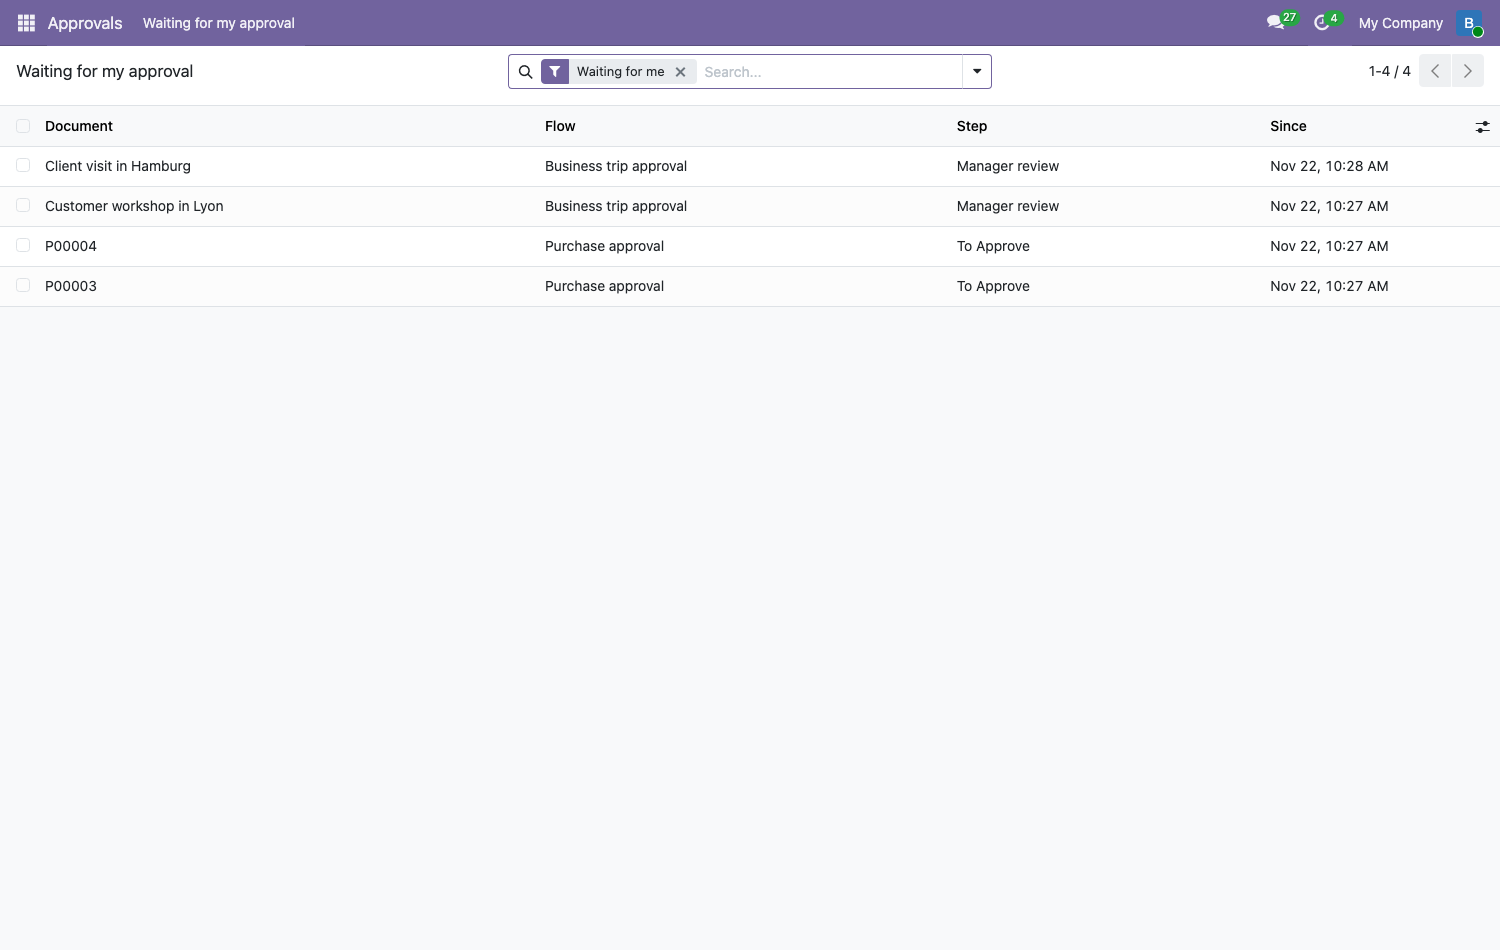 Approvals Waiting for my approval 27 4 My Company B
Waiting for my approval Waiting for me Search... 1-4 / 4
Document Flow Step Since
Client visit in Hamburg Business trip approval Manager review Nov 22, 10:28 AM
Customer workshop in Lyon Business trip approval Manager review Nov 22, 10:27 AM
P00004 Purchase approval To Approve Nov 22, 10:27 AM
P00003 Purchase approval To Approve Nov 22, 10:27 AM